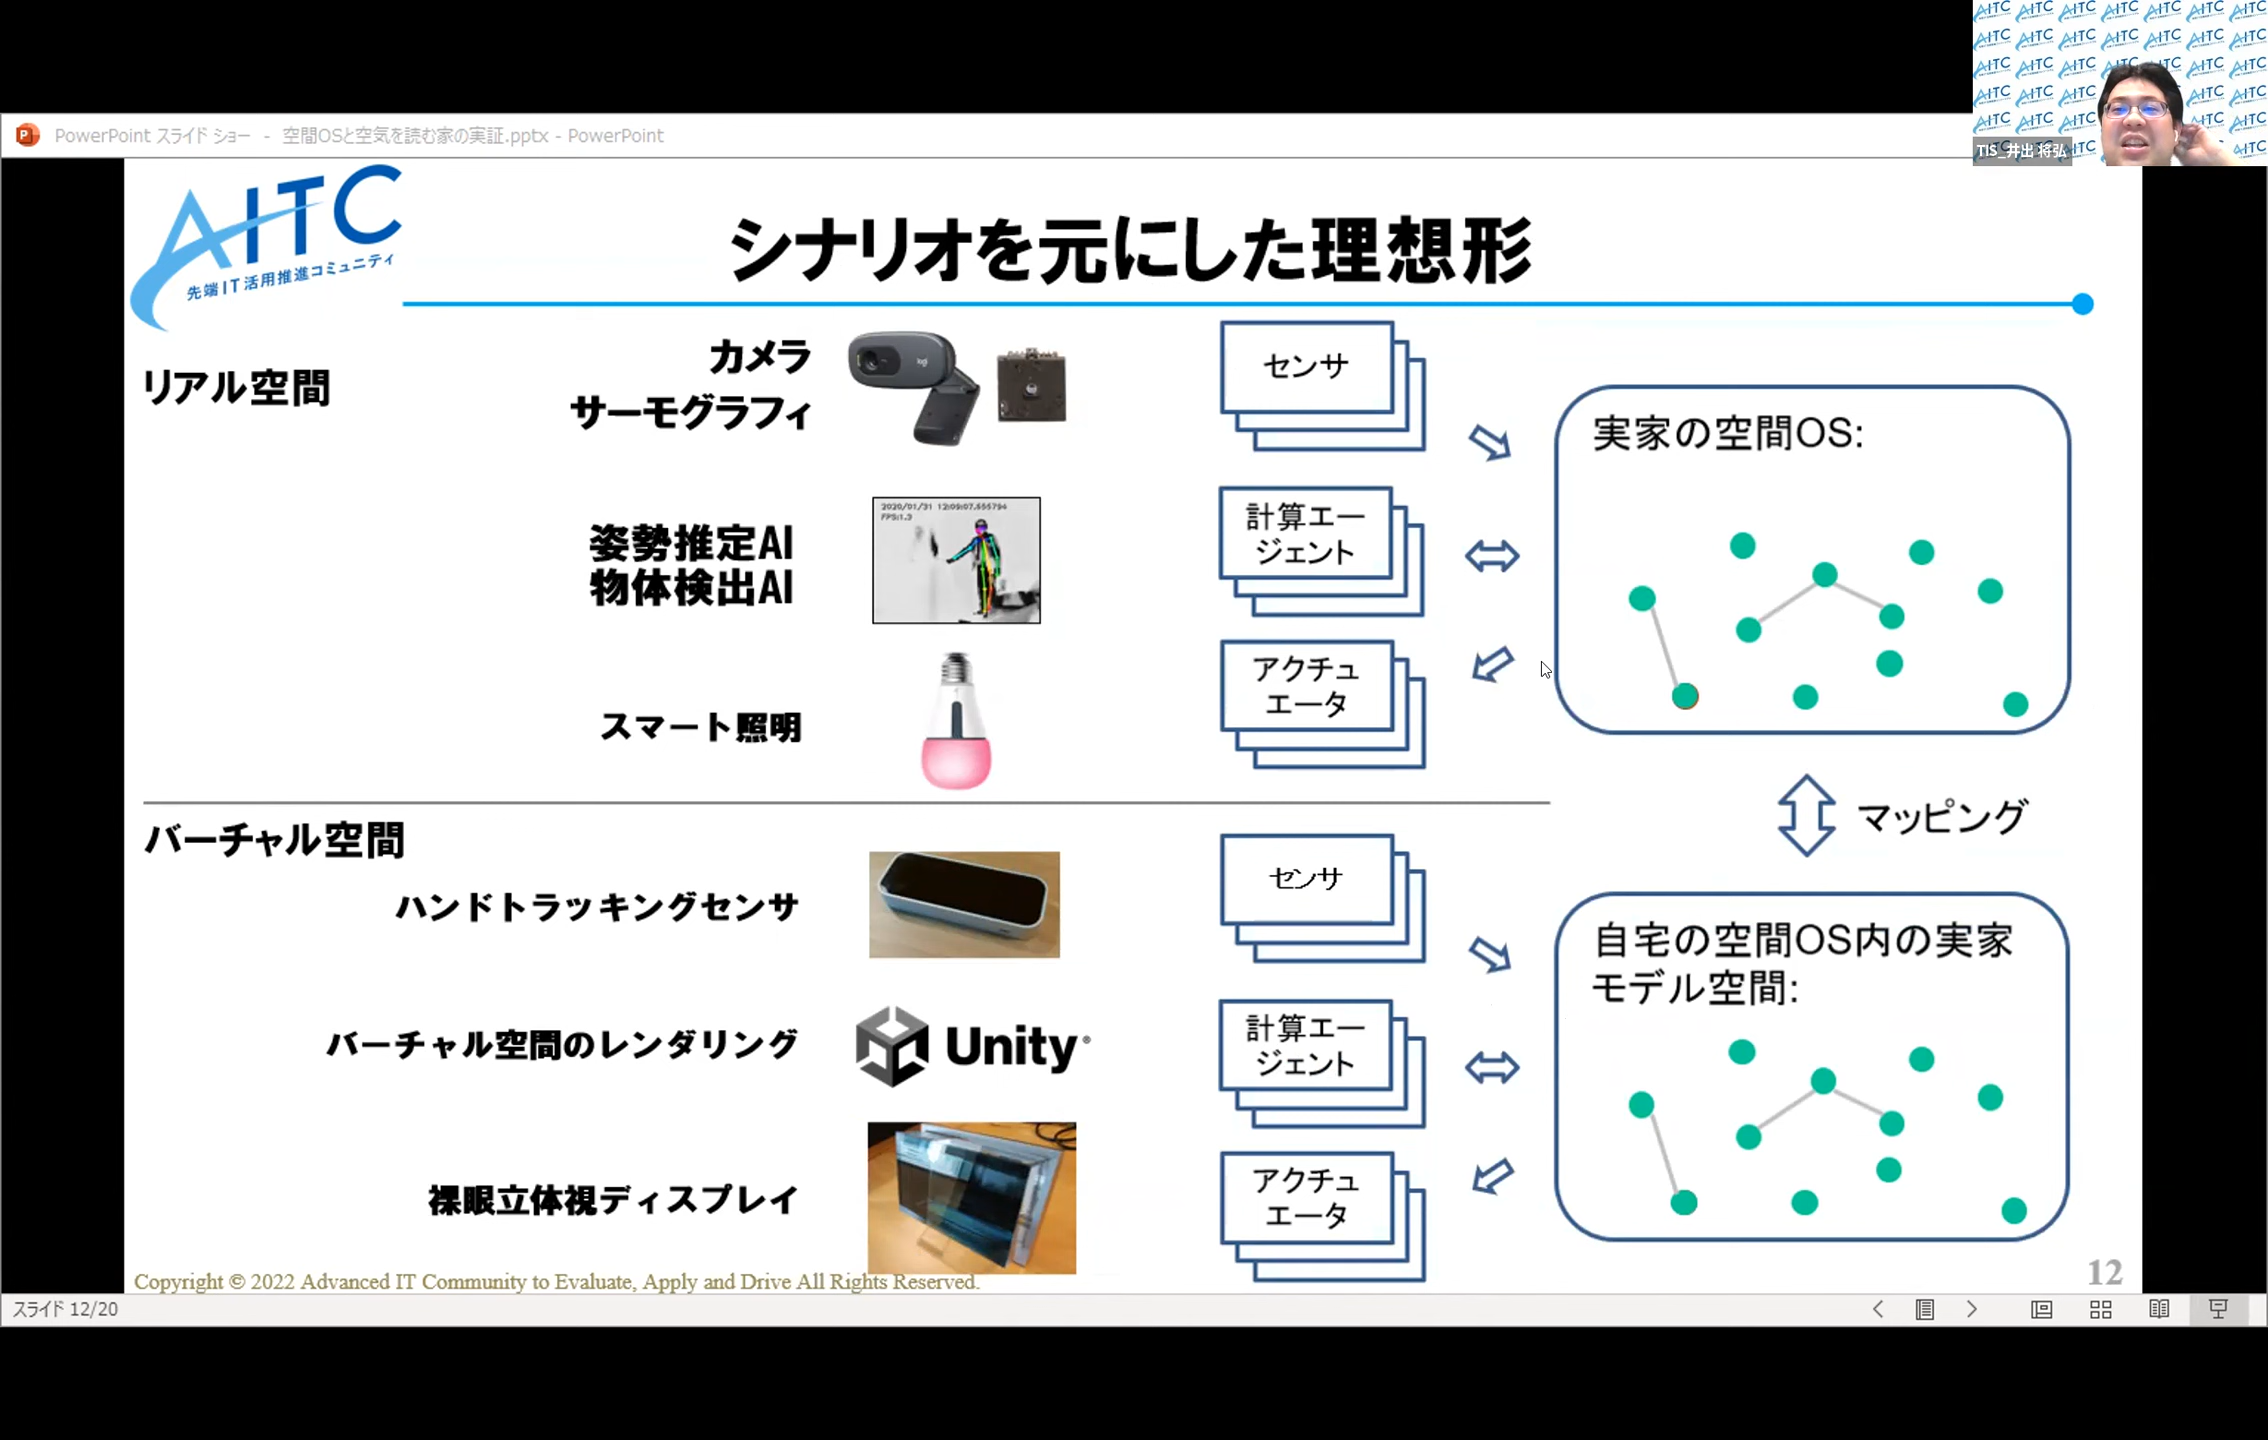 PowerPoint スライド ショー - 空間OSと空気を読む家の実証.pptx - PowerPoint
TIS_井出 将弘
AITC
先端IT活用推進コミュニティ
シナリオを元にした理想形
リアル空間
カメラ
サーモグラフィ
センサ
実家の空間OS:
姿勢推定AI
物体検出AI
2020/01/31 12:09:07.555794
FPS:1.3
計算エー
ジェント
スマート照明
アクチュ
エータ
マッピング
バーチャル空間
ハンドトラッキングセンサ
センサ
自宅の空間OS内の実家
モデル空間:
バーチャル空間のレンダリング
Unity
計算エー
ジェント
裸眼立体視ディスプレイ
アクチュ
エータ
Copyright © 2022 Advanced IT Community to Evaluate, Apply and Drive All Rights Reserved.
12
スライド 12/20